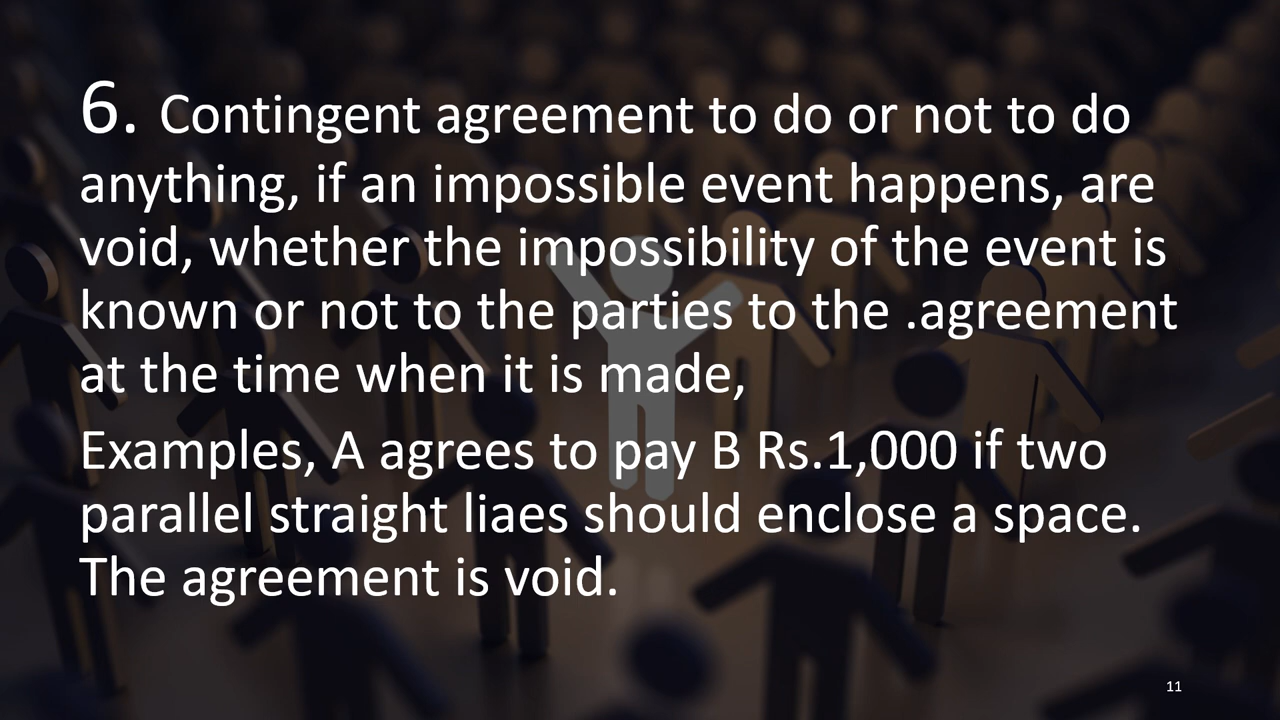 6. Contingent agreement to do or not to do
anything, if an impossible event happens, are
void, whether the impossibility of the event is
known or not to the parties to the .agreement
at the time when it is made,
Examples, A agrees to pay B Rs.1,000 if two
parallel straight liaes should enclose a space.
The agreement is void.
11